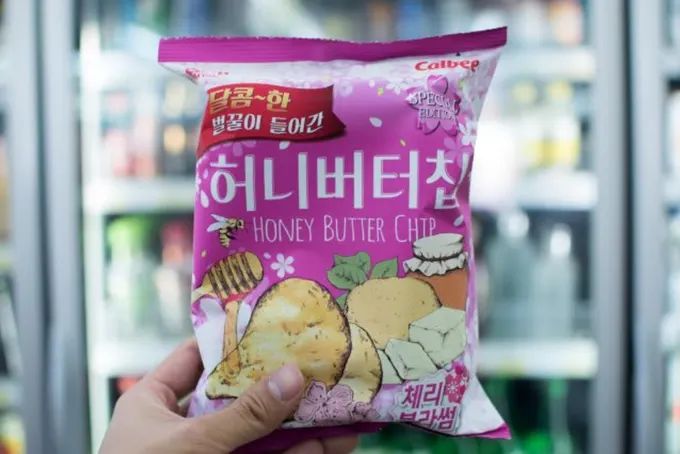 Calbee
SPECIAL
EDITION
달콤~한
벌꿀이 들어간
허니버터칩
HONEY BUTTER CHIP
체리
블라썸